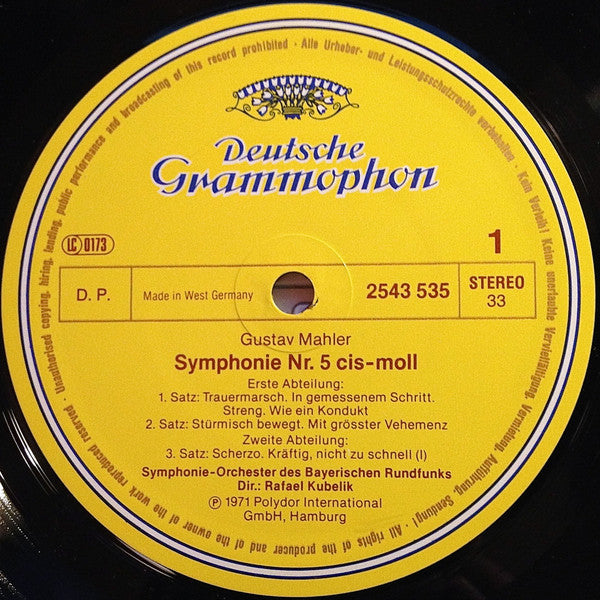 Unauthorised copying, hiring, lending, public performance and broadcasting of this record prohibited · Alle Urheber- und Leistungsschutzrechte vorbehalten · Kein Verleih! Keine unerlaubte Vervielfältigung, Vermietung, Aufführung, Sendung! · All rights of the producer and of the owner of the work reproduced reserved ·
Deutsche
Grammophon
LC 0173
1
D. P.
Made in West Germany
2543 535
STEREO
33
Gustav Mahler
Symphonie Nr. 5 cis-moll
Erste Abteilung:
1. Satz: Trauermarsch. In gemessenem Schritt.
Streng. Wie ein Kondukt
2. Satz: Stürmisch bewegt. Mit grösster Vehemenz
Zweite Abteilung:
3. Satz: Scherzo. Kräftig, nicht zu schnell (I)
Symphonie-Orchester des Bayerischen Rundfunks
Dir.: Rafael Kubelik
Ⓟ 1971 Polydor International
GmbH, Hamburg